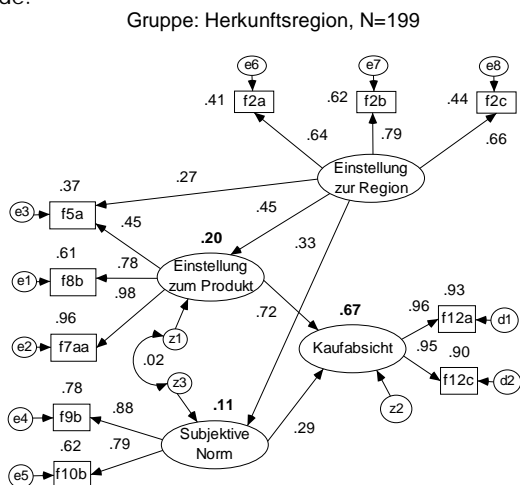 de.
Gruppe: Herkunftsregion, N=199
e6
e7
e8
.41
f2a
.62
f2b
.44
f2c
.64
.79
.66
Einstellung
zur Region
.37
.27
e3
f5a
.45
.45
.33
.20
.61
.78
Einstellung
zum Produkt
e1
f8b
.98
.72
.67
.96
.93
f12a
d1
.96
e2
f7aa
z1
Kaufabsicht
.95
.90
.02
f12c
d2
z3
.78
.88
.11
z2
e4
f9b
.29
Subjektive
Norm
.62
.79
e5
f10b